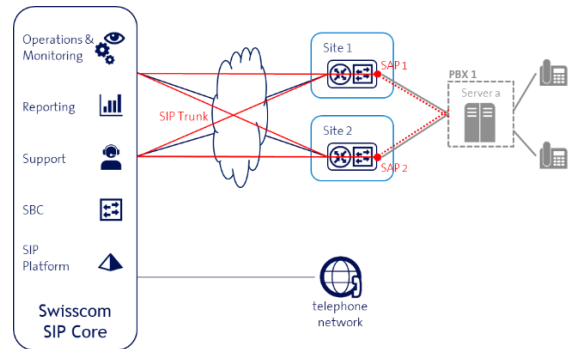 Operations &
Monitoring
Reporting
Support
SBC
SIP
Platform
Swisscom
SIP Core
SIP Trunk
Site 1
SAP 1
Site 2
SAP 2
PBX 1
Server a
telephone
network